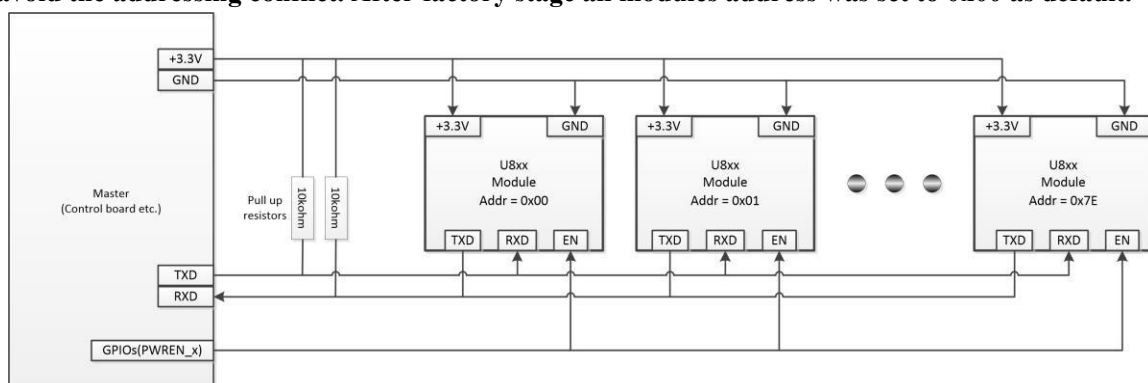 avoid the addressing conflict. After factory stage all modules address was set to 0x00 as default.
+3.3V
GND
+3.3V
GND
+3.3V
GND
+3.3V
GND
Master
(Control board etc.)
Pull up
resistors
10kohm
10kohm
U8xx
Module
Addr = 0x00
U8xx
Module
Addr = 0x01
U8xx
Module
Addr = 0x7E
TXD
RXD
EN
TXD
RXD
EN
TXD
RXD
EN
TXD
RXD
GPIOs(PWREN_x)